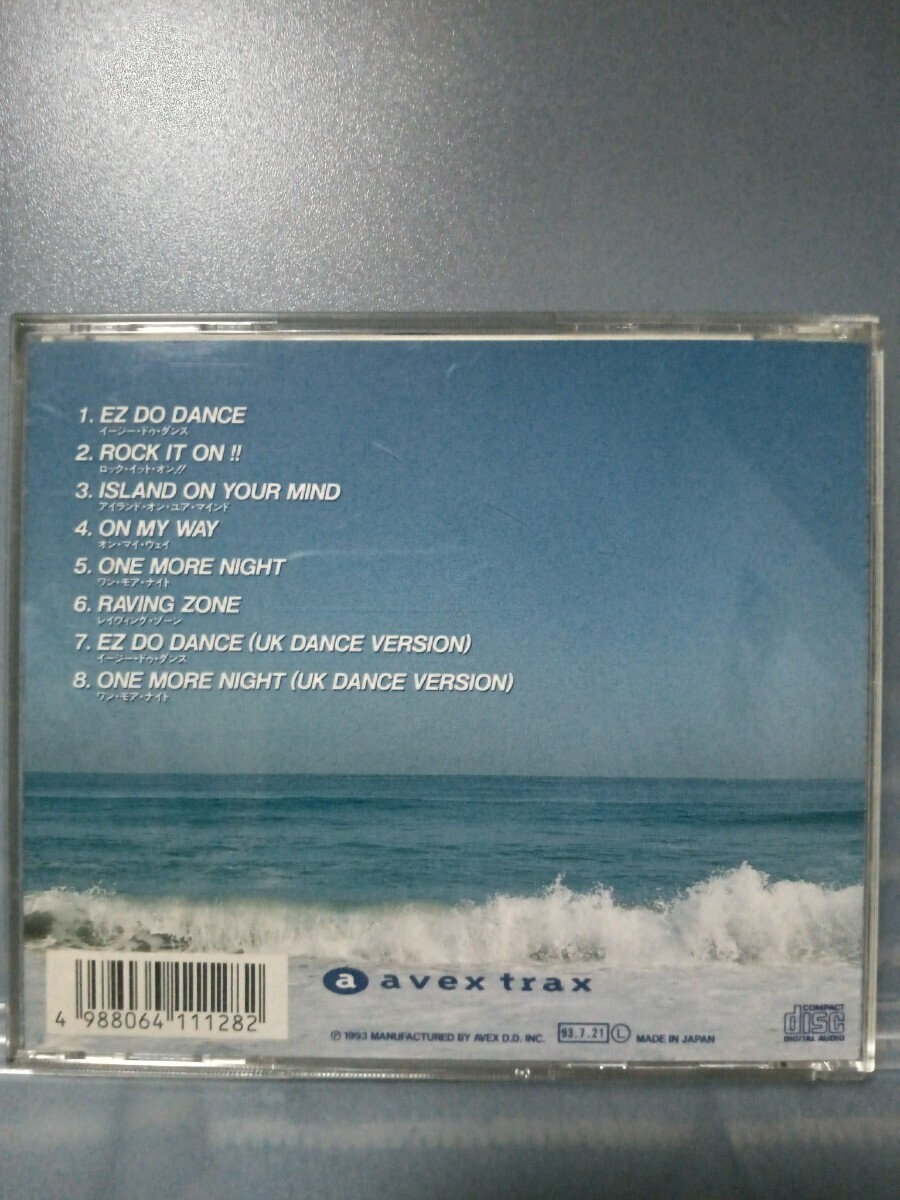 1. EZ DO DANCE
イージー・ドゥ・ダンス
2. ROCK IT ON !!
ロック・イット・オン!!
3. ISLAND ON YOUR MIND
アイランド・オン・ユア・マインド
4. ON MY WAY
オン・マイ・ウェイ
5. ONE MORE NIGHT
ワン・モア・ナイト
6. RAVING ZONE
レイヴィング・ゾーン
7. EZ DO DANCE (UK DANCE VERSION)
イージー・ドゥ・ダンス
8. ONE MORE NIGHT (UK DANCE VERSION)
ワン・モア・ナイト
a avex trax
4 988064 111282
℗ 1993 MANUFACTURED BY AVEX D.D. INC. 93.7.21 Ⓛ MADE IN JAPAN
COMPACT
disc
DIGITAL AUDIO